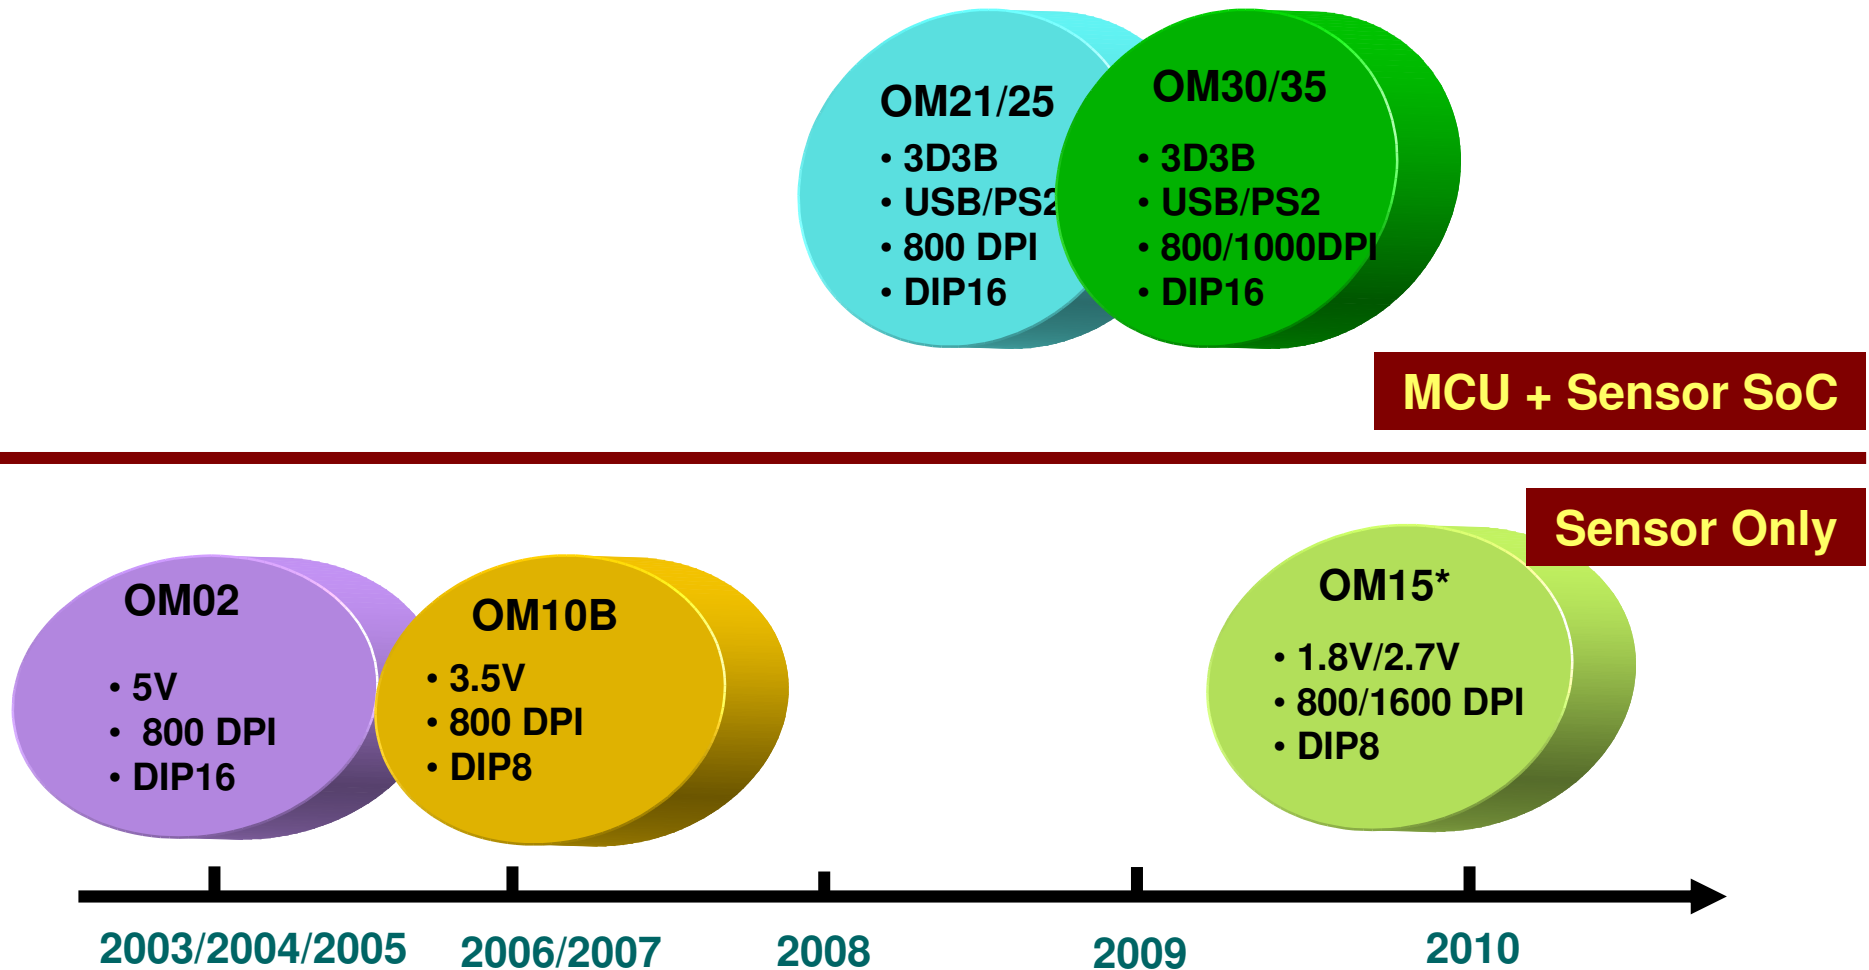 OM21/25
• 3D3B
• USB/PS2
• 800 DPI
• DIP16
OM30/35
• 3D3B
• USB/PS2
• 800/1000DPI
• DIP16
MCU + Sensor SoC
Sensor Only
OM02
• 5V
• 800 DPI
• DIP16
OM10B
• 3.5V
• 800 DPI
• DIP8
OM15*
• 1.8V/2.7V
• 800/1600 DPI
• DIP8
2003/2004/2005
2006/2007
2008
2009
2010